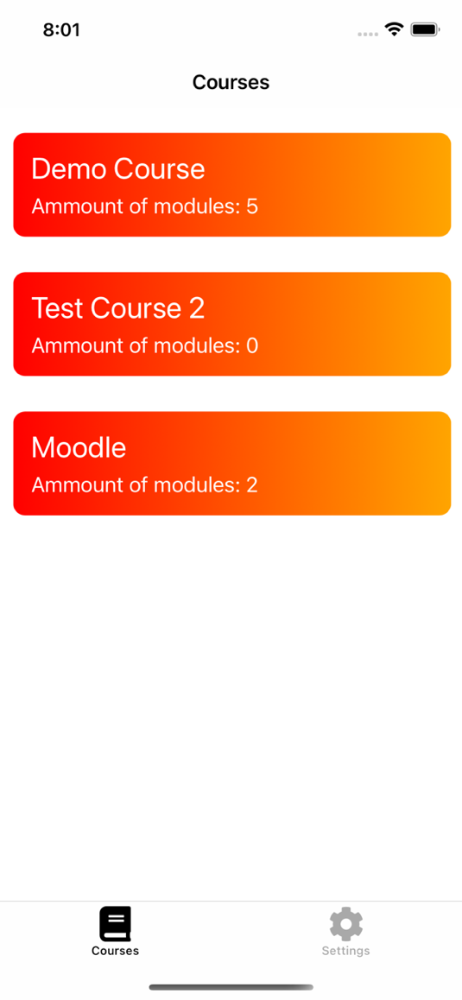 8:01
Courses
Demo Course
Ammount of modules: 5
Test Course 2
Ammount of modules: 0
Moodle
Ammount of modules: 2
Courses
Settings